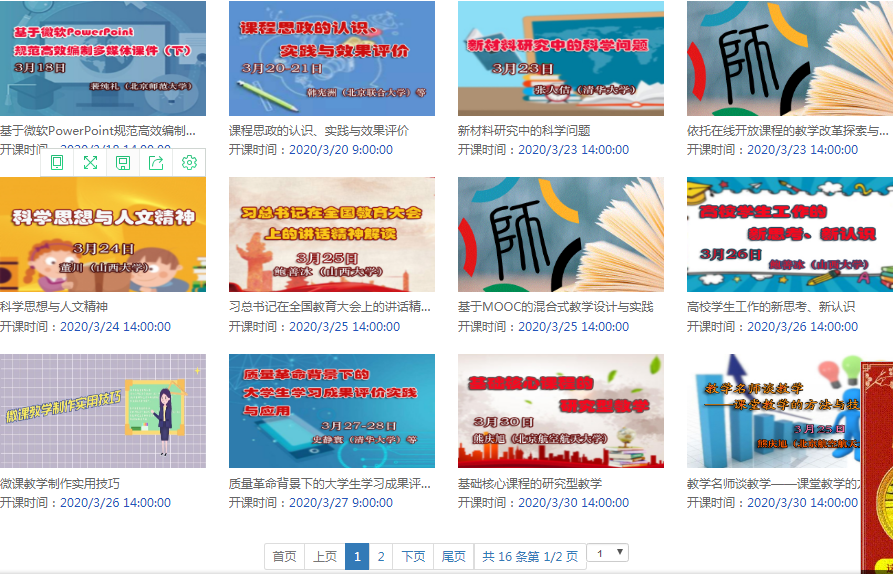 基于微软PowerPoint
规范高效编制多媒体课件（下）
3月18日
裴纯礼（北京师范大学）
课程思政的认识、
实践与效果评价
3月20-21日
韩宪洲（北京联合大学）等
新材料研究中的科学问题
3月23日
张人佶（清华大学）
师
基于微软PowerPoint规范高效编制...
课程思政的认识、实践与效果评价
新材料研究中的科学问题
依托在线开放课程的教学改革探索与...
开课时间：2020/3/18 14:00:00
开课时间：2020/3/20 9:00:00
开课时间：2020/3/23 14:00:00
开课时间：2020/3/23 14:00:00
科学思想与人文精神
3月24日
董川（山西大学）
习总书记在全国教育大会
上的讲话精神解读
3月25日
鲍善冰（山西大学）
师
高校学生工作的
新思考、新认识
3月26日
鲍善冰（山西大学）
科学思想与人文精神
习总书记在全国教育大会上的讲话精...
基于MOOC的混合式教学设计与实践
高校学生工作的新思考、新认识
开课时间：2020/3/24 14:00:00
开课时间：2020/3/25 14:00:00
开课时间：2020/3/25 14:00:00
开课时间：2020/3/26 14:00:00
微课教学制作实用技巧
质量革命背景下的
大学生学习成果评价实践
与应用
3月27-28日
史静寰（清华大学）等
基础核心课程的
研究型教学
3月30日
熊庆旭（北京航空航天大学）
教学名师谈教学
——课堂教学的方法与技
熊庆旭（北京航空航天
微课教学制作实用技巧
质量革命背景下的大学生学习成果评...
基础核心课程的研究型教学
教学名师谈教学——课堂教学的方
开课时间：2020/3/26 14:00:00
开课时间：2020/3/27 9:00:00
开课时间：2020/3/30 14:00:00
开课时间：2020/3/30 14:00:00
首页 上页 1 2 下页 尾页 共 16 条第 1/2 页 1